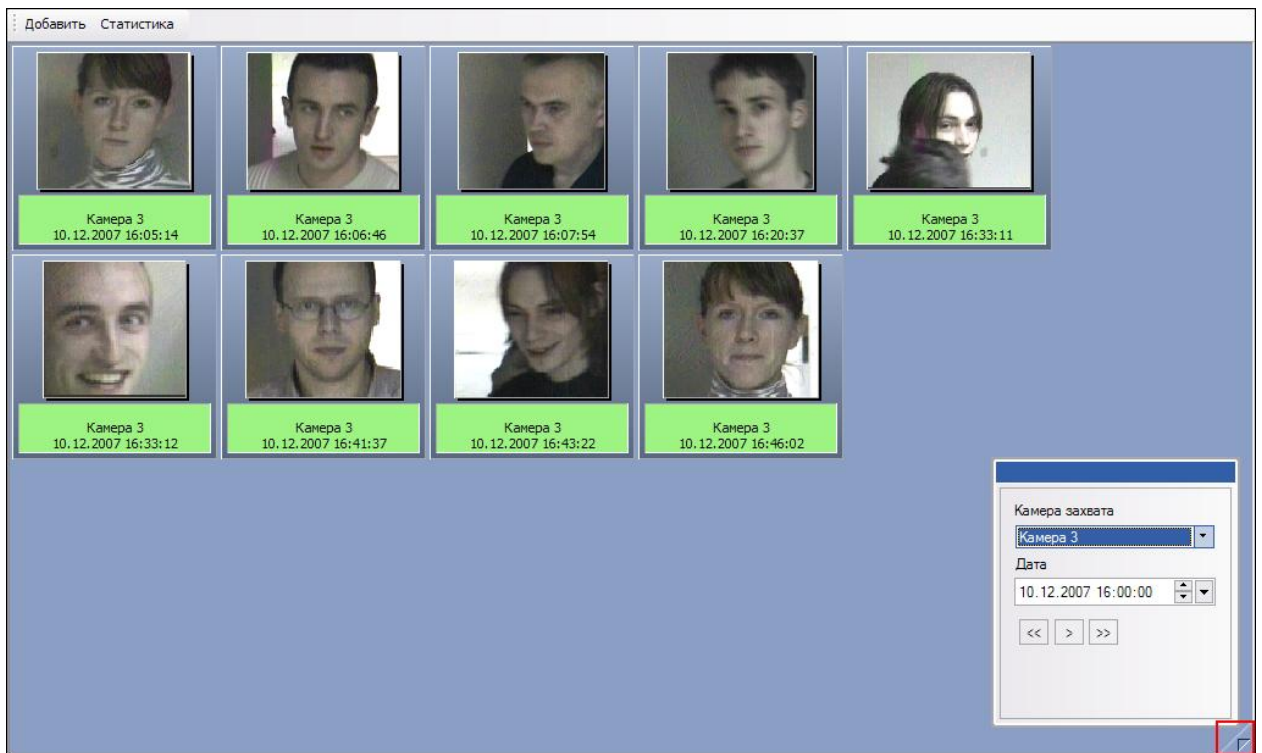 Добавить Статистика
Камера 3
10.12.2007 16:05:14
Камера 3
10.12.2007 16:06:46
Камера 3
10.12.2007 16:07:54
Камера 3
10.12.2007 16:20:37
Камера 3
10.12.2007 16:33:11
Камера 3
10.12.2007 16:33:12
Камера 3
10.12.2007 16:41:37
Камера 3
10.12.2007 16:43:22
Камера 3
10.12.2007 16:46:02
Камера захвата
Камера 3
Дата
10.12.2007 16:00:00
<< > >>